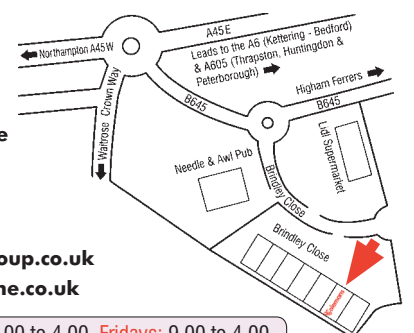 A45E
Northampton A45W
Leads to the A6 (Kettering - Bedford)
& A605 (Thrapston, Huntingdon &
Peterborough)
Higham Ferrers
B645
B645
Waitrose
Crown Way
e
Lidl Supermarket
Needle & Awl Pub
Brindley Close
Brindley Close
oup.co.uk
ne.co.uk
.00 to 4.00 Fridays: 9.00 to 4.00